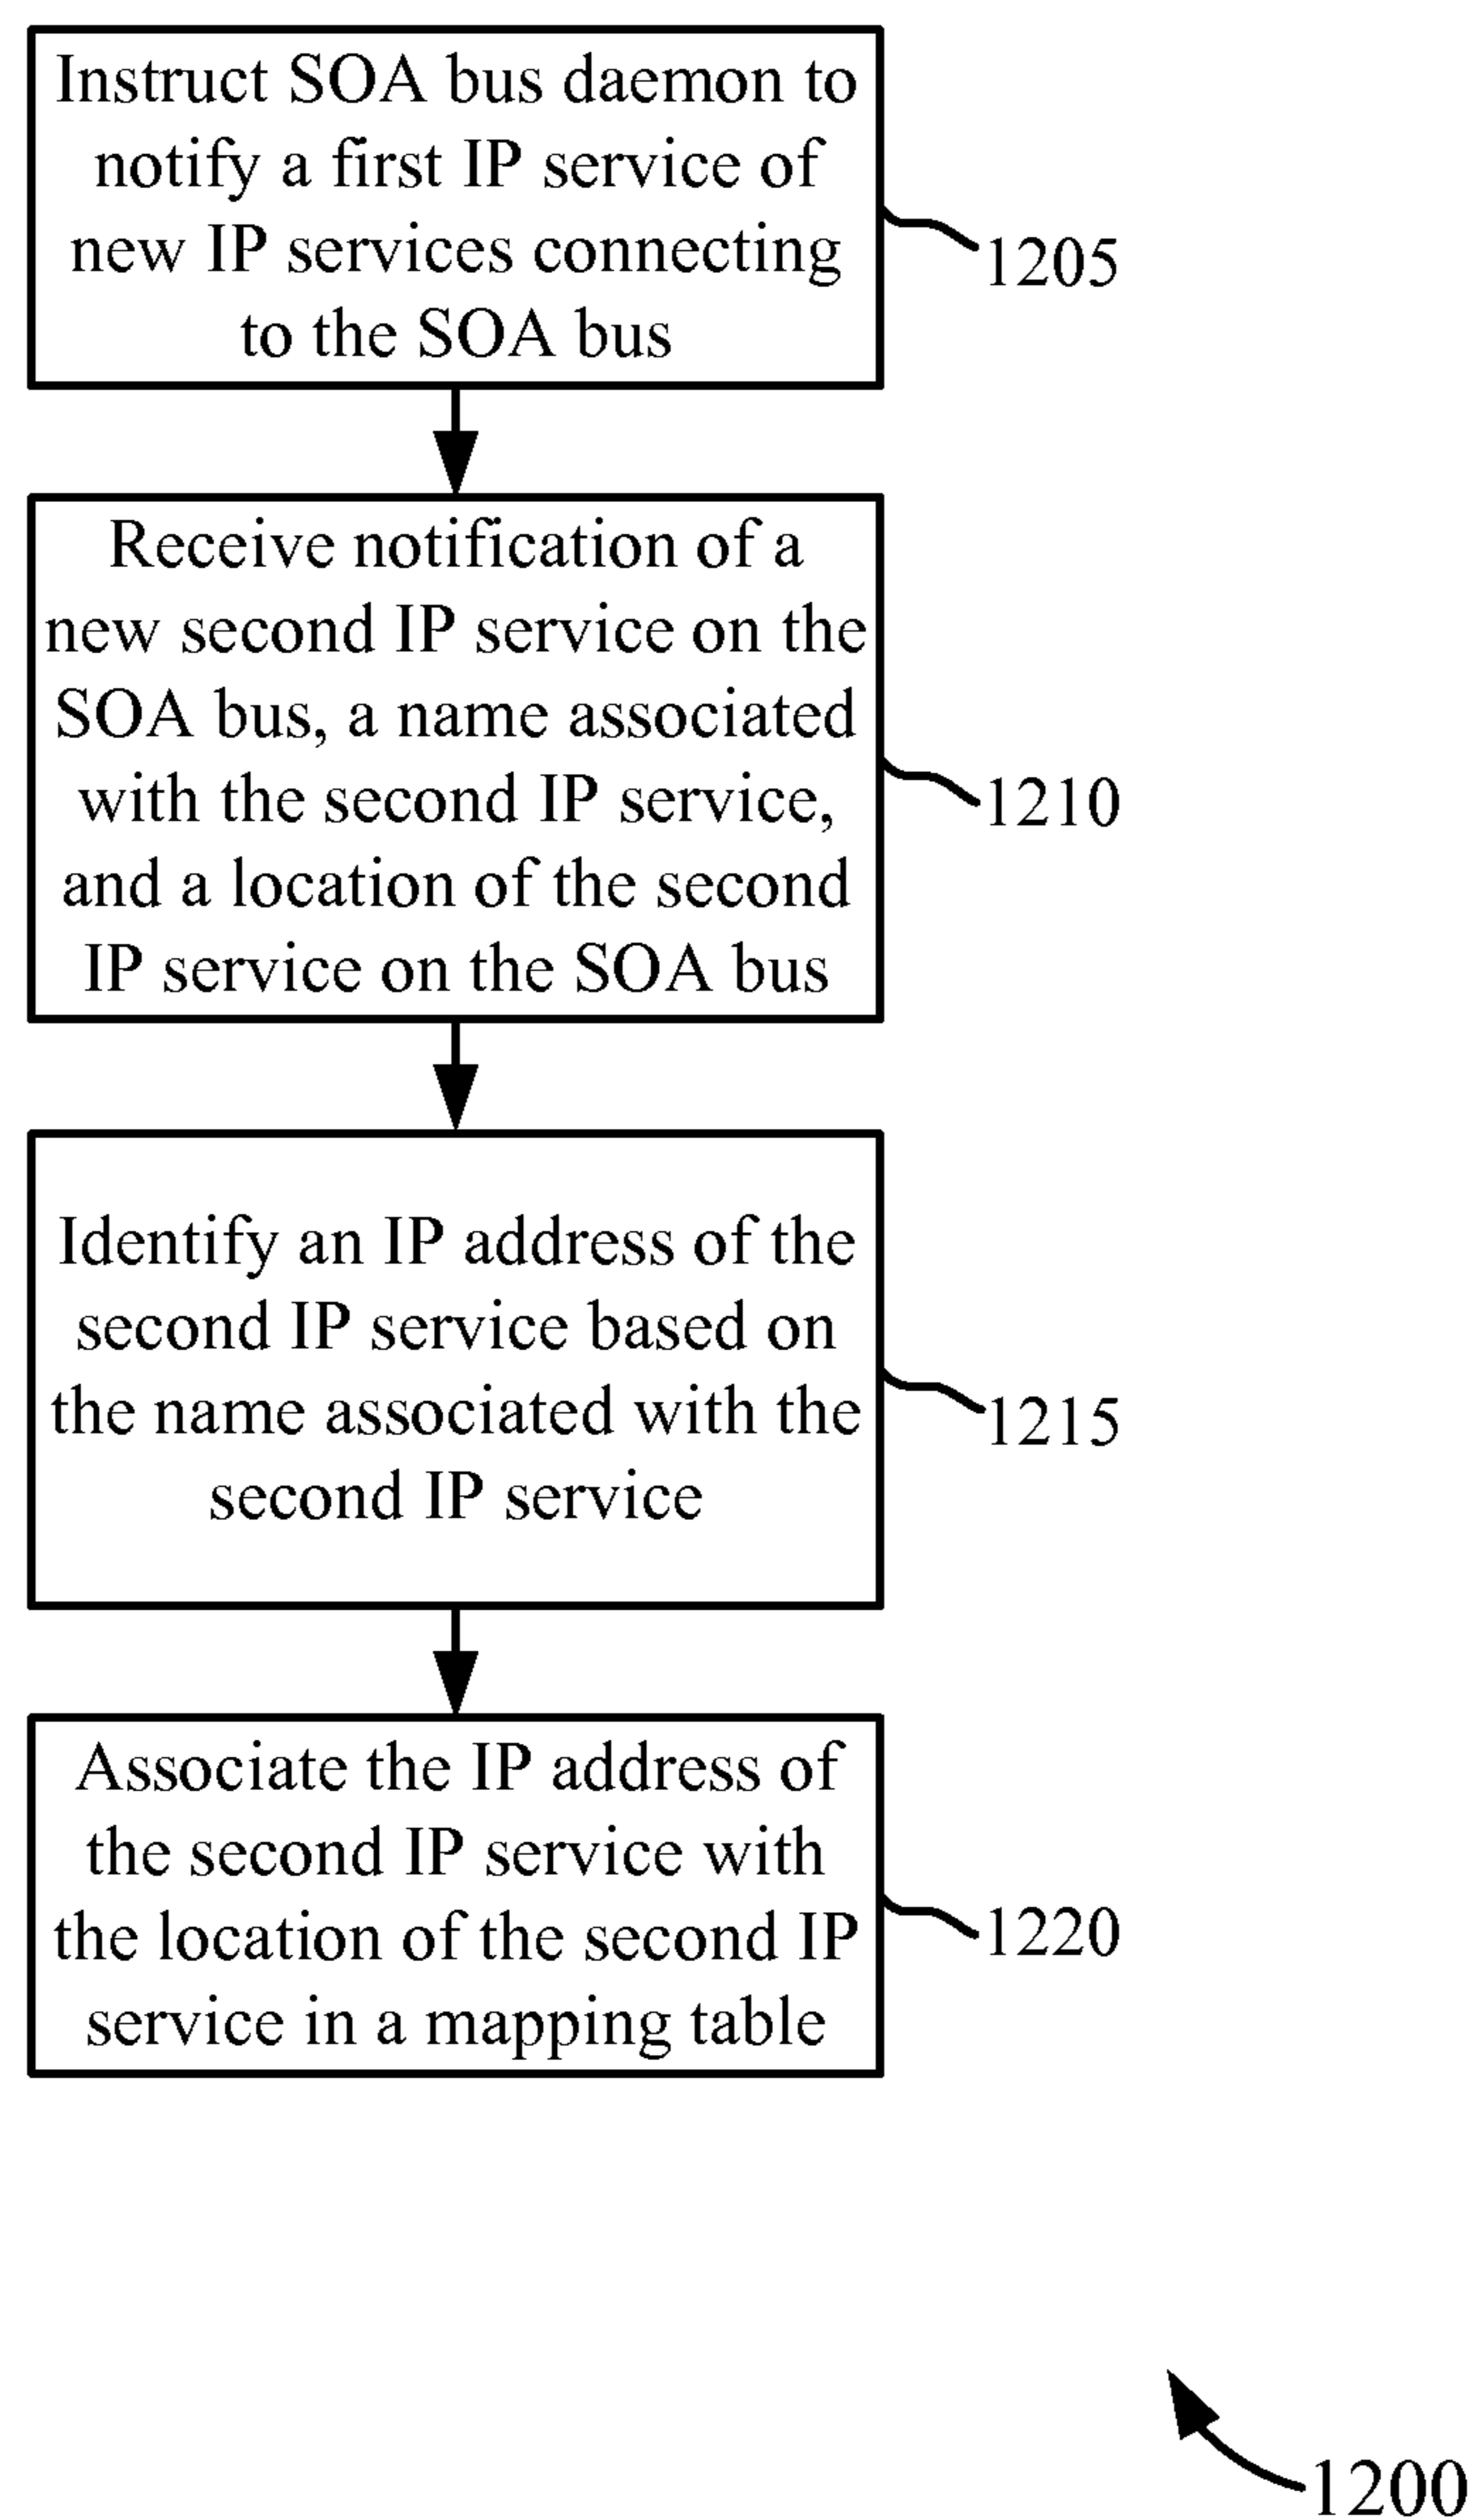 Instruct SOA bus daemon to
notify a first IP service of
new IP services connecting
to the SOA bus
1205
Receive notification of a
new second IP service on the
SOA bus, a name associated
with the second IP service,
and a location of the second
IP service on the SOA bus
1210
Identify an IP address of the
second IP service based on
the name associated with the
second IP service
1215
Associate the IP address of
the second IP service with
the location of the second IP
service in a mapping table
1220
1200